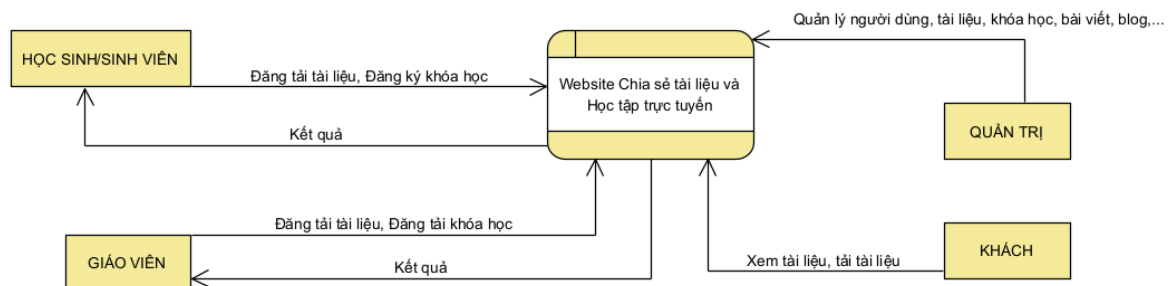 Quản lý người dùng, tài liệu, khóa học, bài viết, blog,...
HỌC SINH/SINH VIÊN
Đăng tải tài liệu, Đăng ký khóa học
Website Chia sẻ tài liệu và
Học tập trực tuyến
Kết quả
QUẢN TRỊ
Đăng tải tài liệu, Đăng tải khóa học
GIÁO VIÊN
Kết quả
Xem tài liệu, tải tài liệu
KHÁCH